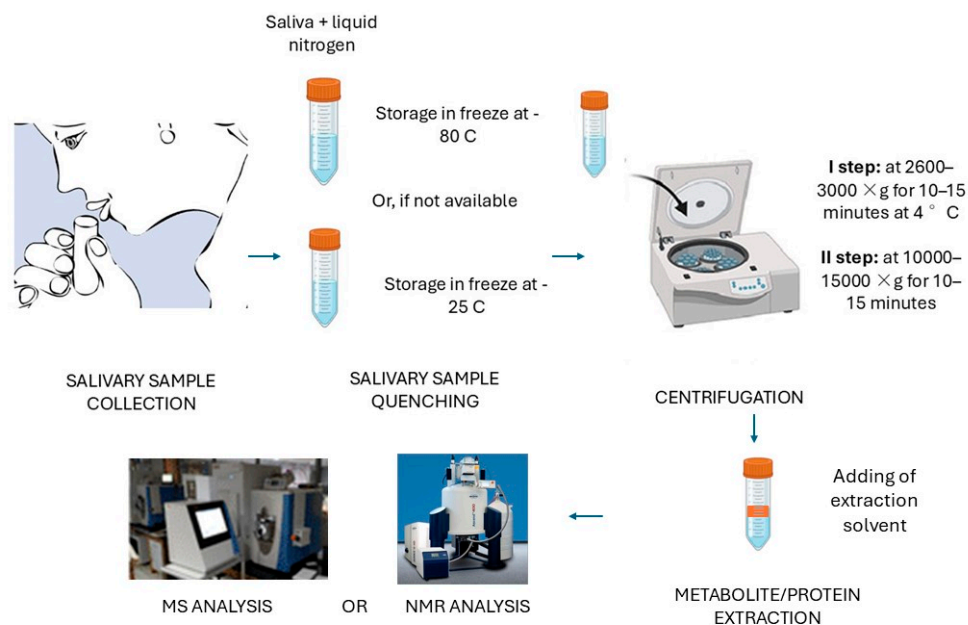 Saliva + liquid
nitrogen
Storage in freeze at -
80 C
Or, if not available
Storage in freeze at -
25 C
I step: at 2600–
3000 ×g for 10–15
minutes at 4 ° C
II step: at 10000–
15000 ×g for 10–
15 minutes
SALIVARY SAMPLE
COLLECTION
SALIVARY SAMPLE
QUENCHING
CENTRIFUGATION
Adding of
extraction
solvent
METABOLITE/PROTEIN
EXTRACTION
MS ANALYSIS OR NMR ANALYSIS